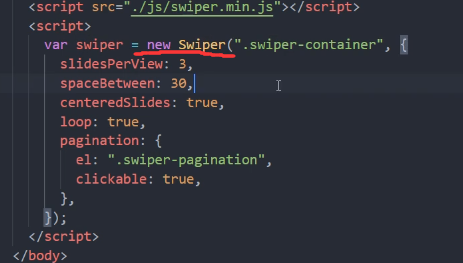 <script src="./js/swiper.min.js"></script>
<script>
var swiper = new Swiper(".swiper-container", {
slidesPerView: 3,
spaceBetween: 30,
centeredSlides: true,
loop: true,
pagination: {
el: ".swiper-pagination",
clickable: true,
},
});
</script>
</body>